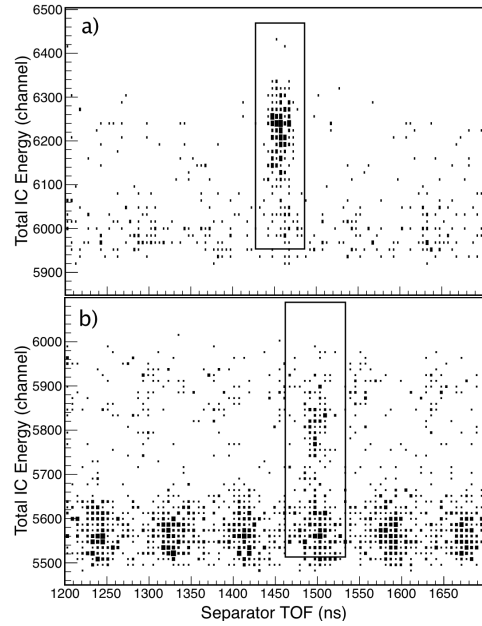 a)
Total IC Energy (channel)
6500
6400
6300
6200
6100
6000
5900
b)
Total IC Energy (channel)
6000
5900
5800
5700
5600
5500
1200 1250 1300 1350 1400 1450 1500 1550 1600 1650
Separator TOF (ns)